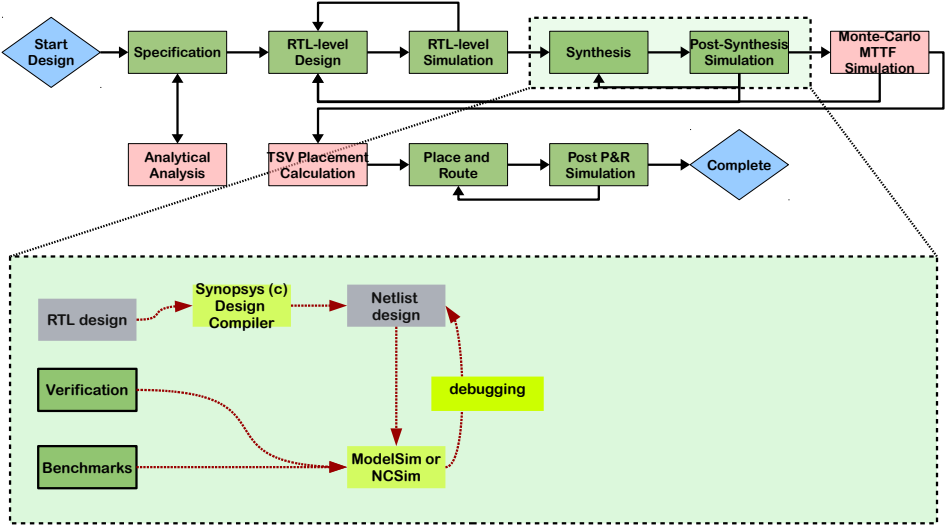 Start
Design
Specification
RTL-level
Design
RTL-level
Simulation
Synthesis
Post-Synthesis
Simulation
Monte-Carlo
MTTF
Simulation
Analytical
Analysis
TSV Placement
Calculation
Place and
Route
Post P&R
Simulation
Complete
RTL design
Synopsys (c)
Design
Compiler
Netlist
design
Verification
debugging
Benchmarks
ModelSim or
NCSim